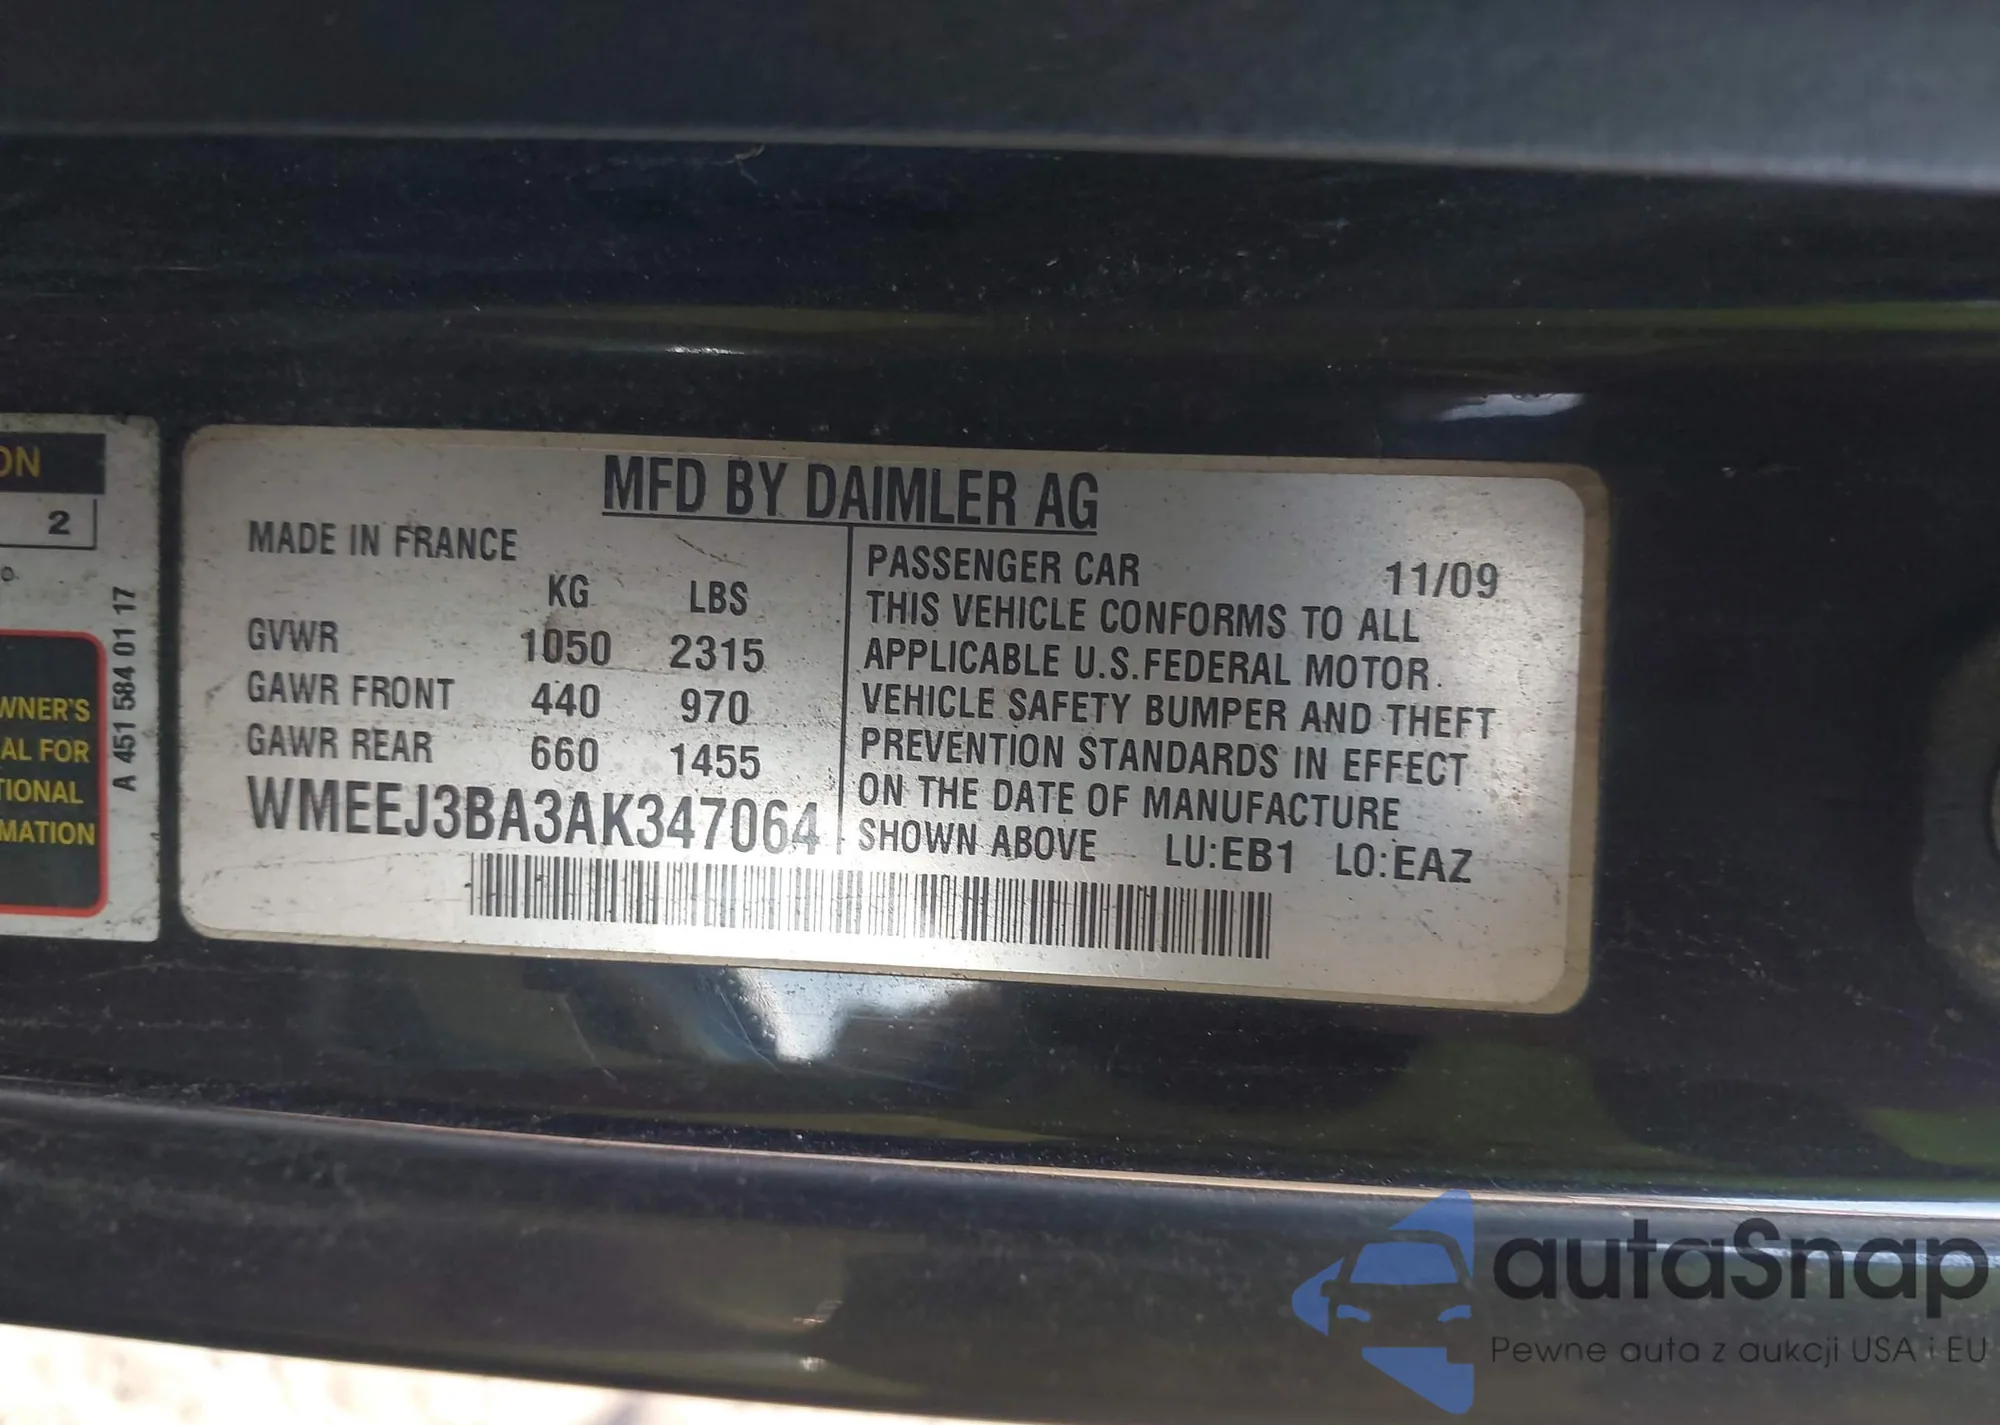 ON
2
A 451 584 01 17
WNER'S
AL FOR
TIONAL
MATION
MFD BY DAIMLER AG
MADE IN FRANCE
KG LBS
GVWR 1050 2315
GAWR FRONT 440 970
GAWR REAR 660 1455
WMEEJ3BA3AK347064
PASSENGER CAR 11/09
THIS VEHICLE CONFORMS TO ALL
APPLICABLE U.S.FEDERAL MOTOR
VEHICLE SAFETY BUMPER AND THEFT
PREVENTION STANDARDS IN EFFECT
ON THE DATE OF MANUFACTURE
SHOWN ABOVE LU:EB1 LO:EAZ
autaSnap
Pewne auta z aukcji USA i EU